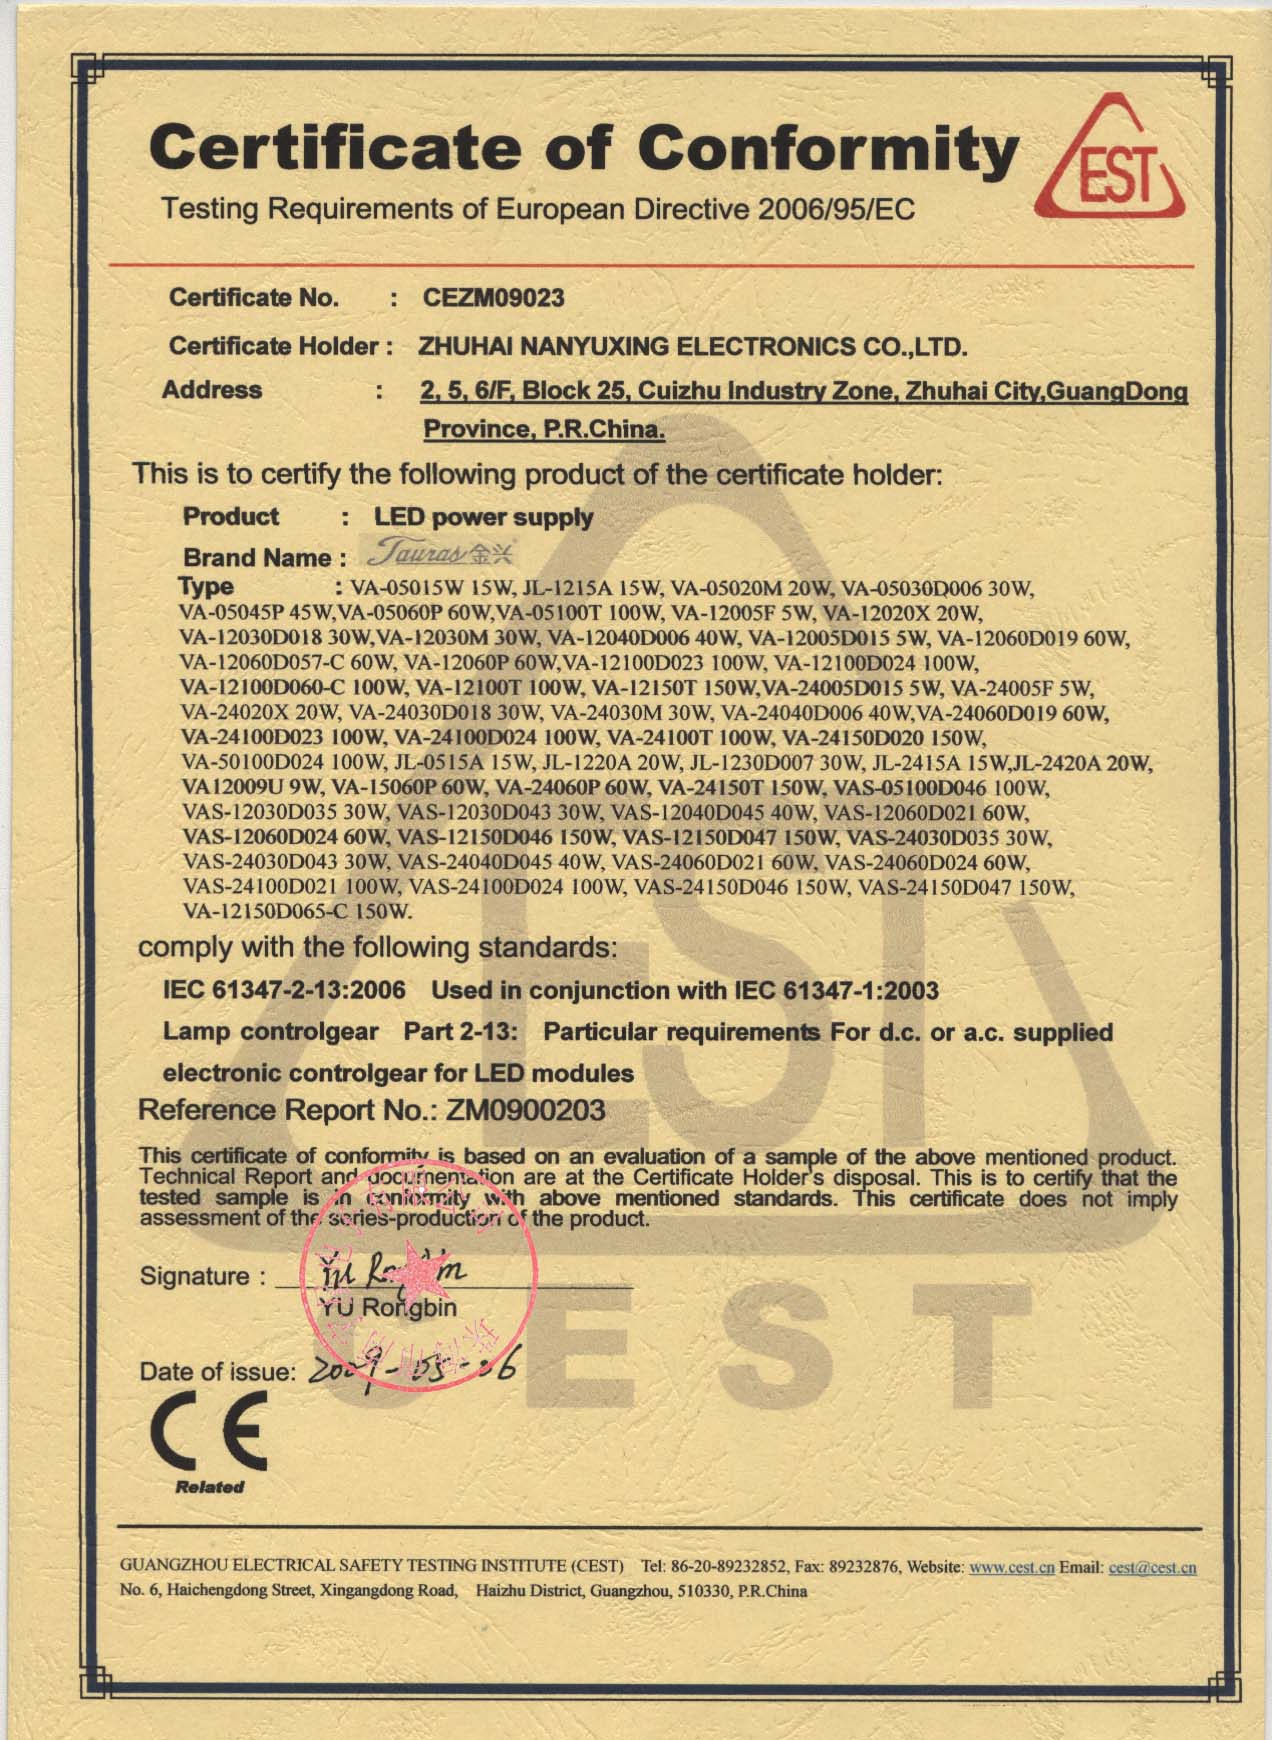 Certificate of Conformity
EST
Testing Requirements of European Directive 2006/95/EC
Certificate No. : CEZM09023
Certificate Holder : ZHUHAI NANYUXING ELECTRONICS CO.,LTD.
Address : 2, 5, 6/F, Block 25, Cuizhu Industry Zone, Zhuhai City,GuangDong
Province, P.R.China.
This is to certify the following product of the certificate holder:
Product : LED power supply
Brand Name : Tauras 金兴
Type : VA-05015W 15W, JL-1215A 15W, VA-05020M 20W, VA-05030D006 30W,
VA-05045P 45W,VA-05060P 60W,VA-05100T 100W, VA-12005F 5W, VA-12020X 20W,
VA-12030D018 30W,VA-12030M 30W, VA-12040D006 40W, VA-12005D015 5W, VA-12060D019 60W,
VA-12060D057-C 60W, VA-12060P 60W,VA-12100D023 100W, VA-12100D024 100W,
VA-12100D060-C 100W, VA-12100T 100W, VA-12150T 150W,VA-24005D015 5W, VA-24005F 5W,
VA-24020X 20W, VA-24030D018 30W, VA-24030M 30W, VA-24040D006 40W,VA-24060D019 60W,
VA-24100D023 100W, VA-24100D024 100W, VA-24100T 100W, VA-24150D020 150W,
VA-50100D024 100W, JL-0515A 15W, JL-1220A 20W, JL-1230D007 30W, JL-2415A 15W,JL-2420A 20W,
VA12009U 9W, VA-15060P 60W, VA-24060P 60W, VA-24150T 150W, VAS-05100D046 100W,
VAS-12030D035 30W, VAS-12030D043 30W, VAS-12040D045 40W, VAS-12060D021 60W,
VAS-12060D024 60W, VAS-12150D046 150W, VAS-12150D047 150W, VAS-24030D035 30W,
VAS-24030D043 30W, VAS-24040D045 40W, VAS-24060D021 60W, VAS-24060D024 60W,
VAS-24100D021 100W, VAS-24100D024 100W, VAS-24150D046 150W, VAS-24150D047 150W,
VA-12150D065-C 150W.
comply with the following standards:
IEC 61347-2-13:2006 Used in conjunction with IEC 61347-1:2003
Lamp controlgear Part 2-13: Particular requirements For d.c. or a.c. supplied
electronic controlgear for LED modules
Reference Report No.: ZM0900203
This certificate of conformity is based on an evaluation of a sample of the above mentioned product.
Technical Report and documentation are at the Certificate Holder's disposal. This is to certify that the
tested sample is in conformity with above mentioned standards. This certificate does not imply
assessment of the series-production of the product.
Signature : Yu Rongbin
YU Rongbin
CEST
Date of issue: 2009-05-06
CE
Related
GUANGZHOU ELECTRICAL SAFETY TESTING INSTITUTE (CEST) Tel: 86-20-89232852, Fax: 89232876, Website: www.cest.cn Email: cest@cest.cn
No. 6, Haichengdong Street, Xingangdong Road, Haizhu District, Guangzhou, 510330, P.R.China